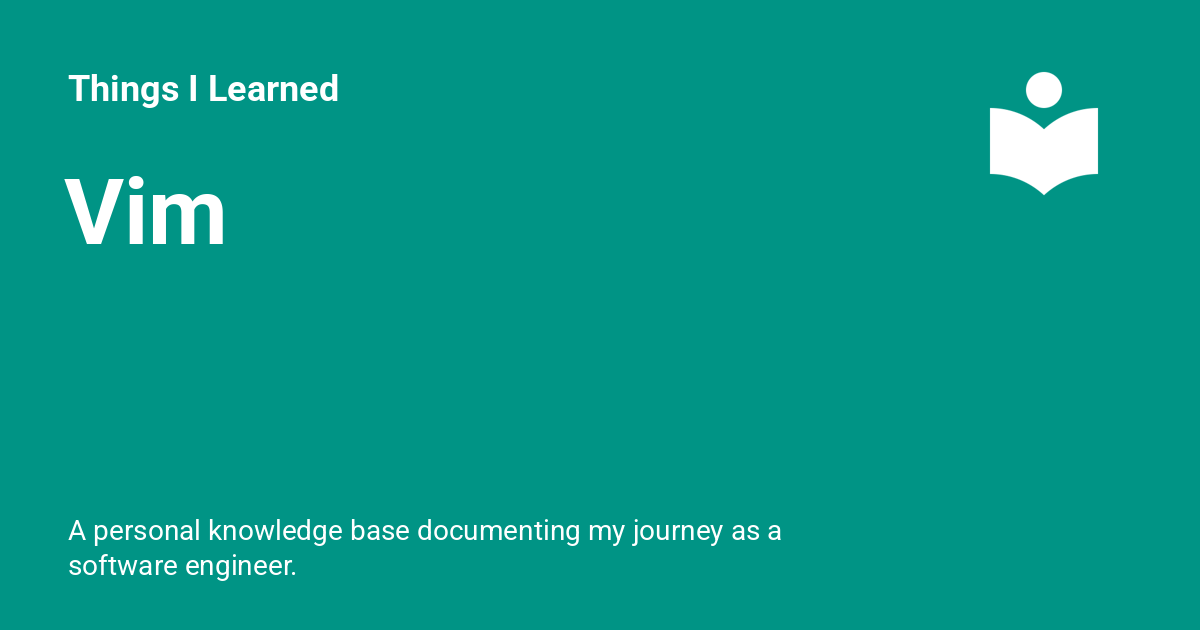 Things I Learned
Vim
A personal knowledge base documenting my journey as a
software engineer.